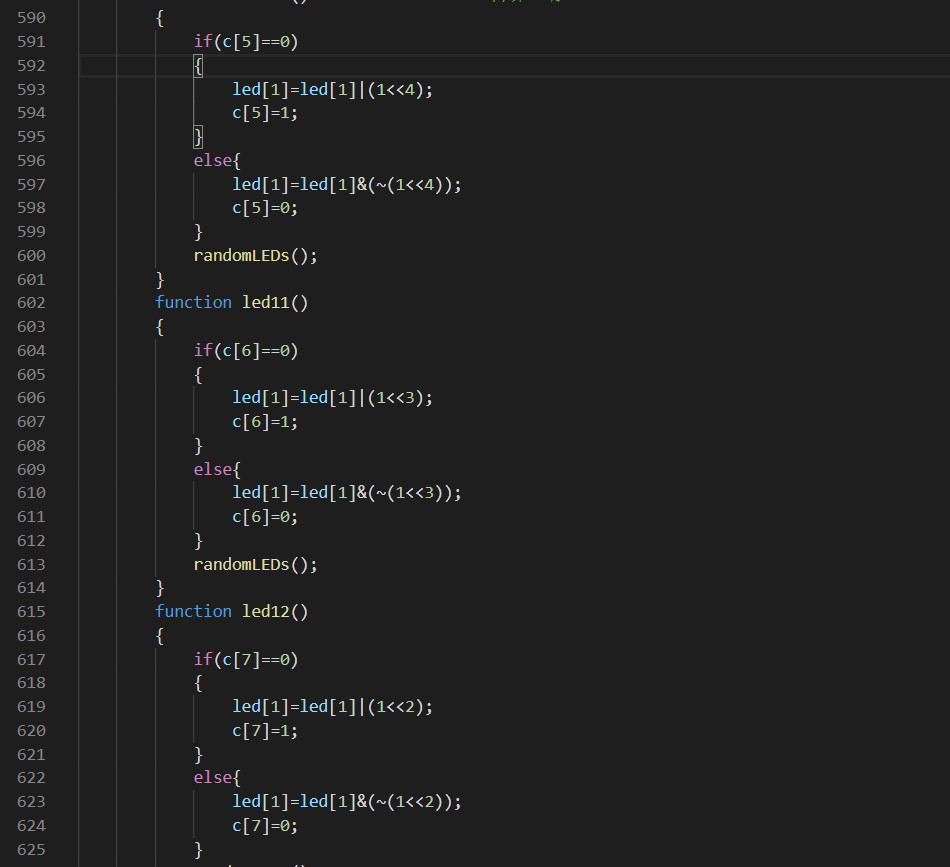 590 {
591 if(c[5]==0)
592 {
593 led[1]=led[1]|(1<<4);
594 c[5]=1;
595 }
596 else{
597 led[1]=led[1]&(~(1<<4));
598 c[5]=0;
599 }
600 randomLEDs();
601 }
602 function led11()
603 {
604 if(c[6]==0)
605 {
606 led[1]=led[1]|(1<<3);
607 c[6]=1;
608 }
609 else{
610 led[1]=led[1]&(~(1<<3));
611 c[6]=0;
612 }
613 randomLEDs();
614 }
615 function led12()
616 {
617 if(c[7]==0)
618 {
619 led[1]=led[1]|(1<<2);
620 c[7]=1;
621 }
622 else{
623 led[1]=led[1]&(~(1<<2));
624 c[7]=0;
625 }